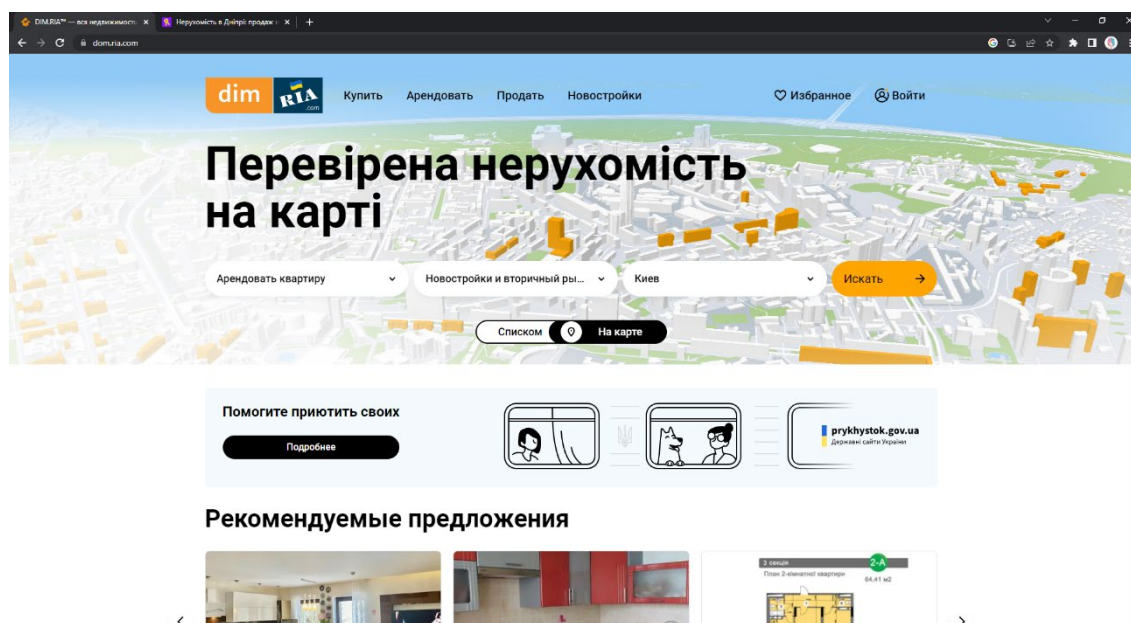 DIM.RIA™ — вся недвижимость
Нерухомість в Дніпрі: продаж
dom.ria.com
dim RIA .com
Купить Арендовать Продать Новостройки Избранное Войти
Перевірена нерухомість
на карті
Арендовать квартиру Новостройки и вторичный ры... Киев Искать
Списком На карте
Помогите приютить своих
Подробнее
prykhystok.gov.ua
Державні сайти України
Рекомендуемые предложения
3 секція 2-А
План 2-кімнатної квартири 64,41 м2